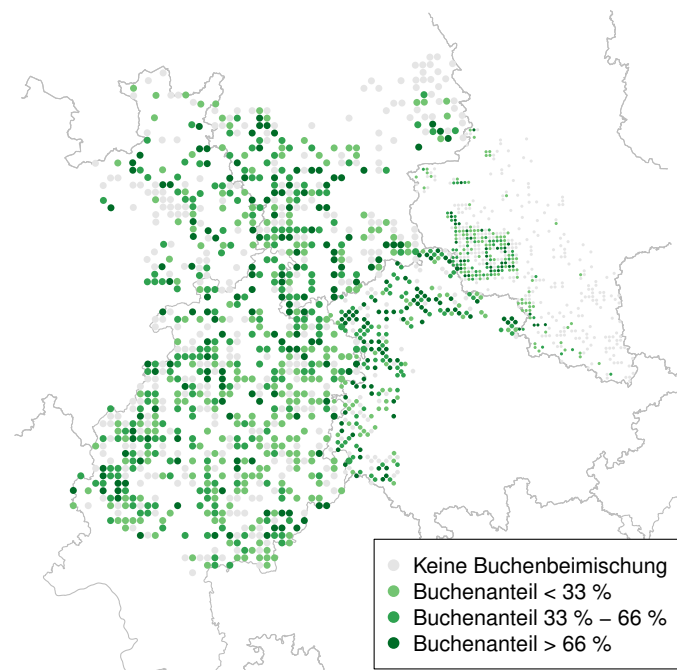 Keine Buchenbeimischung
Buchenanteil < 33 %
Buchenanteil 33 % – 66 %
Buchenanteil > 66 %